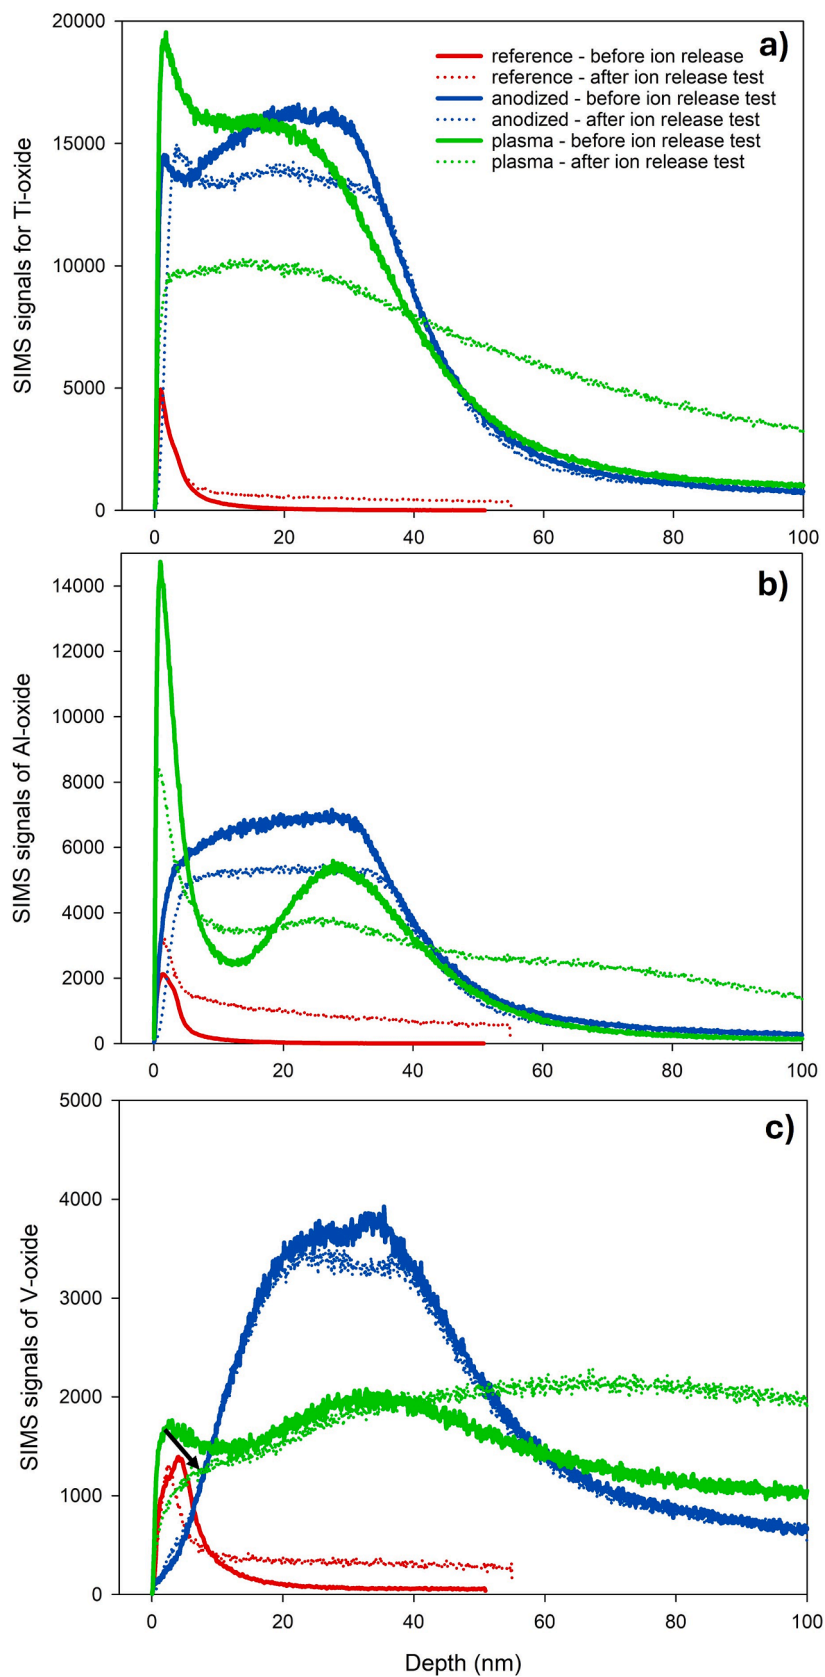 a)
20000
15000
10000
5000
0
SIMS signals for Ti-oxide
reference - before ion release
reference - after ion release test
anodized - before ion release test
anodized - after ion release test
plasma - before ion release test
plasma - after ion release test
0 20 40 60 80 100
b)
14000
12000
10000
8000
6000
4000
2000
0
SIMS signals of Al-oxide
0 20 40 60 80 100
c)
5000
4000
3000
2000
1000
0
SIMS signals of V-oxide
0 20 40 60 80 100
Depth (nm)